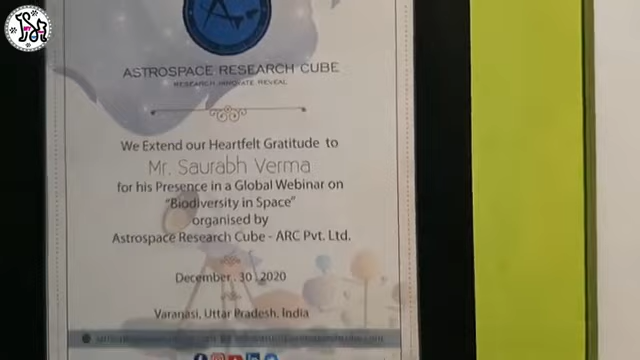 ASTROSPACE RESEARCH CUBE
RESEARCH INNOVATE REVEAL
We Extend our Heartfelt Gratitude to
Mr. Saurabh Verma
for his Presence in a Global Webinar on
"Biodiversity in Space"
organised by
Astrospace Research Cube - ARC Pvt. Ltd.
December . 30 . 2020
Varanasi, Uttar Pradesh, India